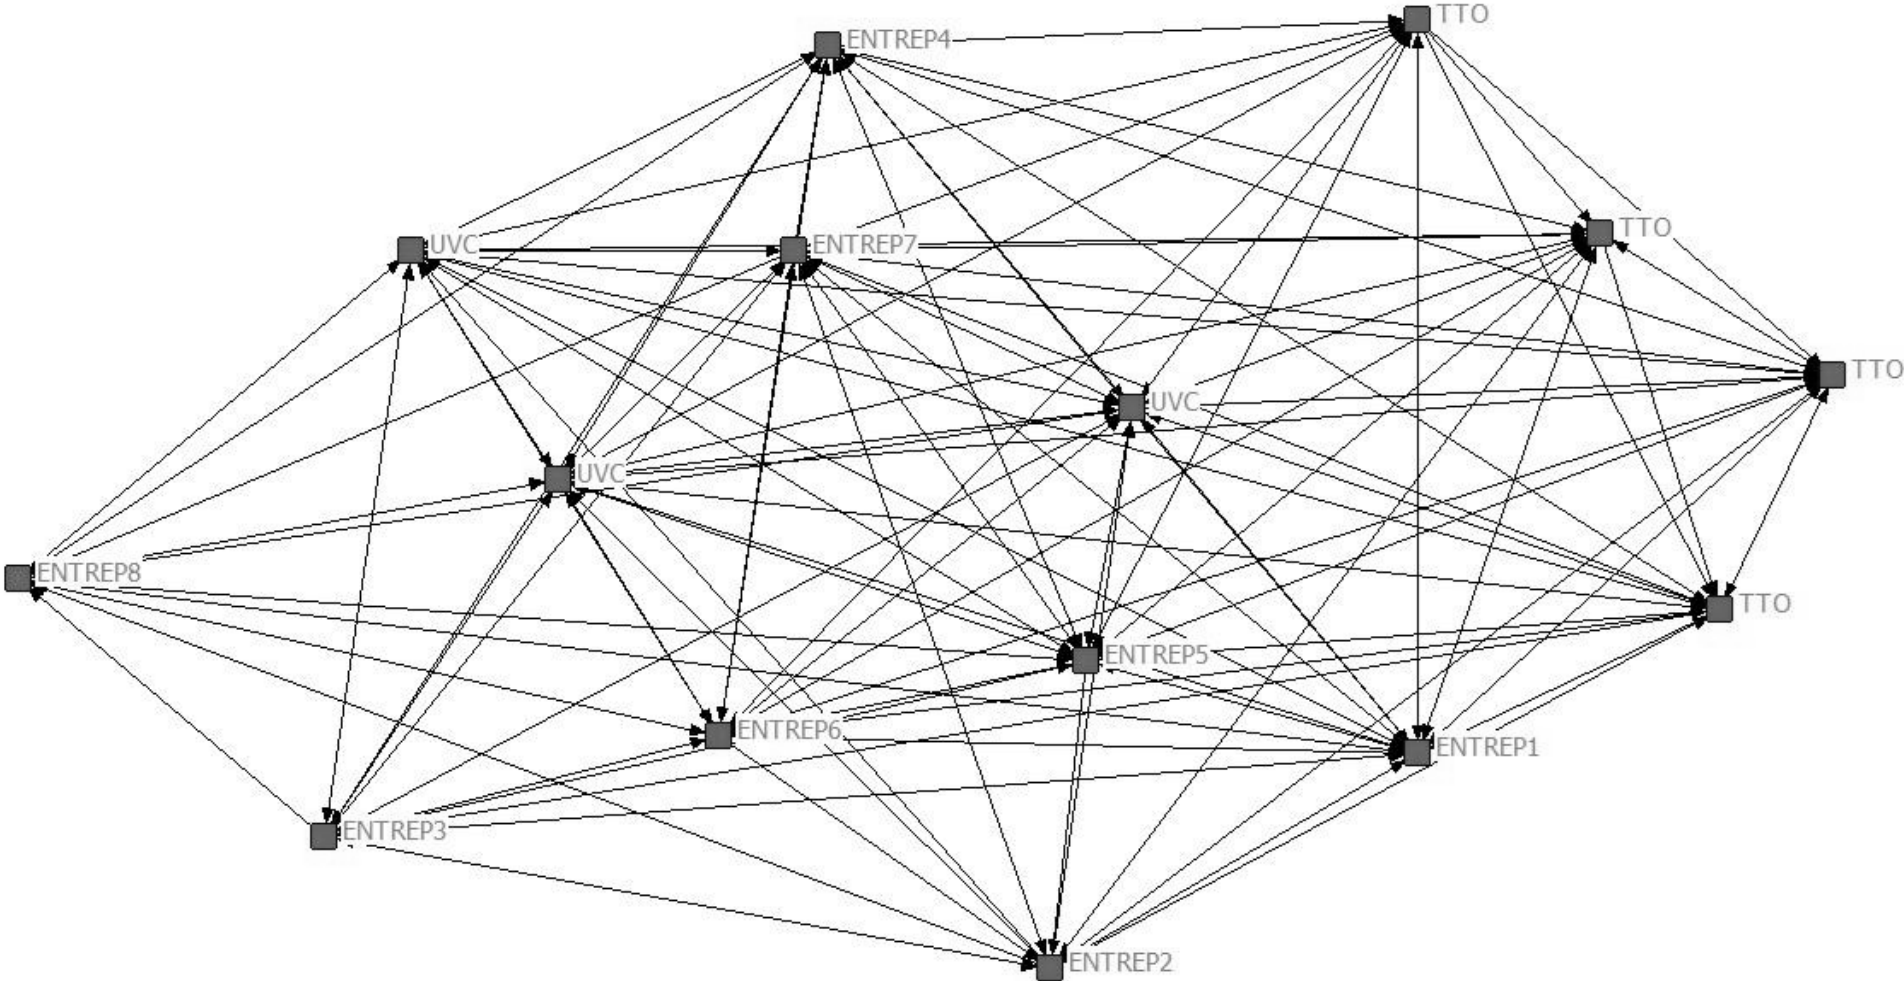 TTO
ENTREP4
TTO
UVC
ENTREP7
TTO
UVC
UVC
ENTREP8
TTO
ENTREP5
ENTREP6
ENTREP1
ENTREP3
ENTREP2